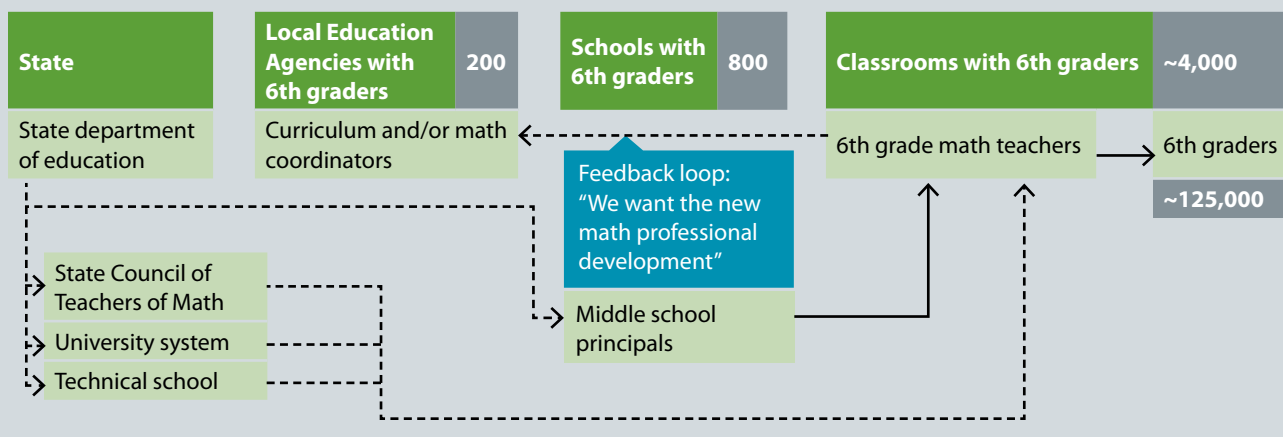 State
Local Education
Agencies with
6th graders
200
Schools with
6th graders
800
Classrooms with 6th graders
~4,000
State department
of education
Curriculum and/or math
coordinators
6th grade math teachers
6th graders
~125,000
Feedback loop:
“We want the new
math professional
development”
State Council of
Teachers of Math
University system
Technical school
Middle school
principals